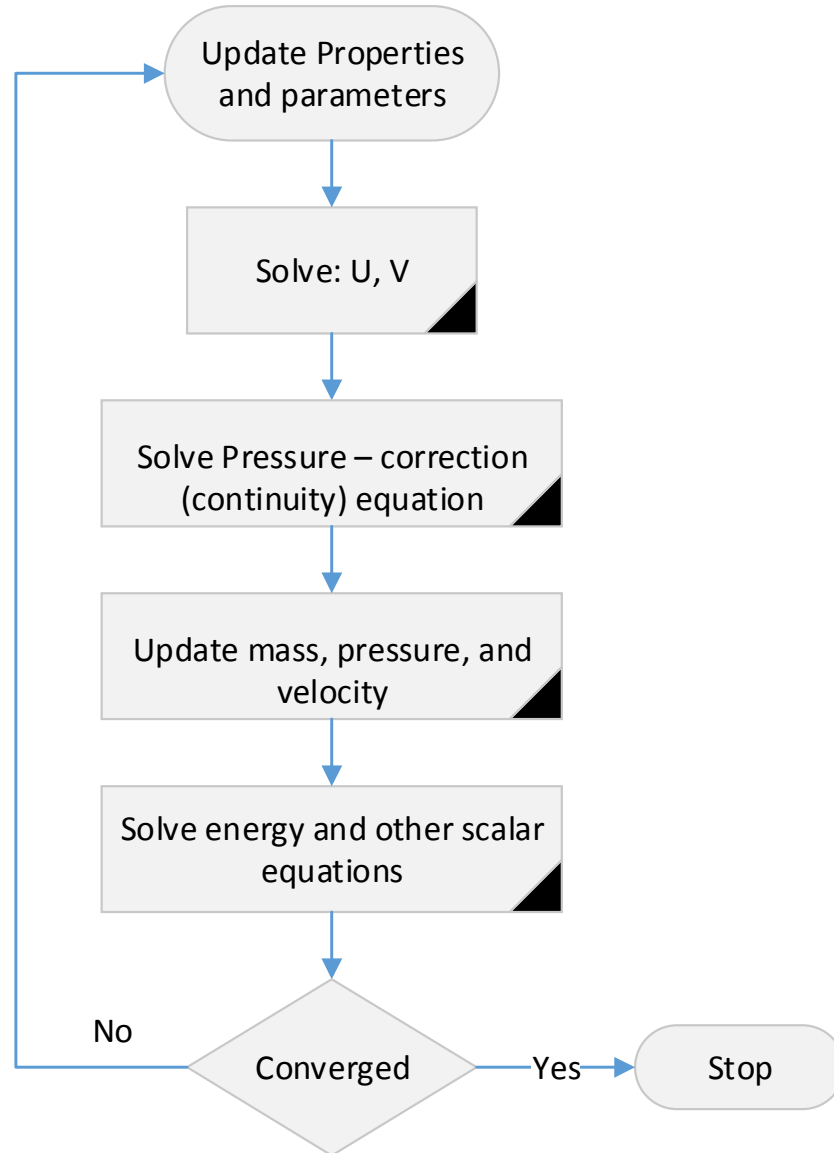 Update Properties
and parameters
Solve: U, V
Solve Pressure – correction
(continuity) equation
Update mass, pressure, and
velocity
Solve energy and other scalar
equations
No
Converged
Yes
Stop